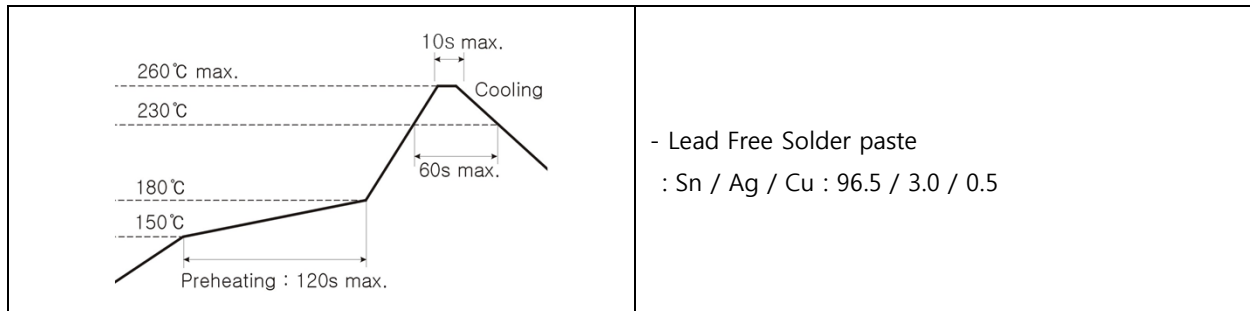 10s max.
260℃ max.
Cooling
230℃
60s max.
180℃
150℃
Preheating : 120s max.
- Lead Free Solder paste
: Sn / Ag / Cu : 96.5 / 3.0 / 0.5